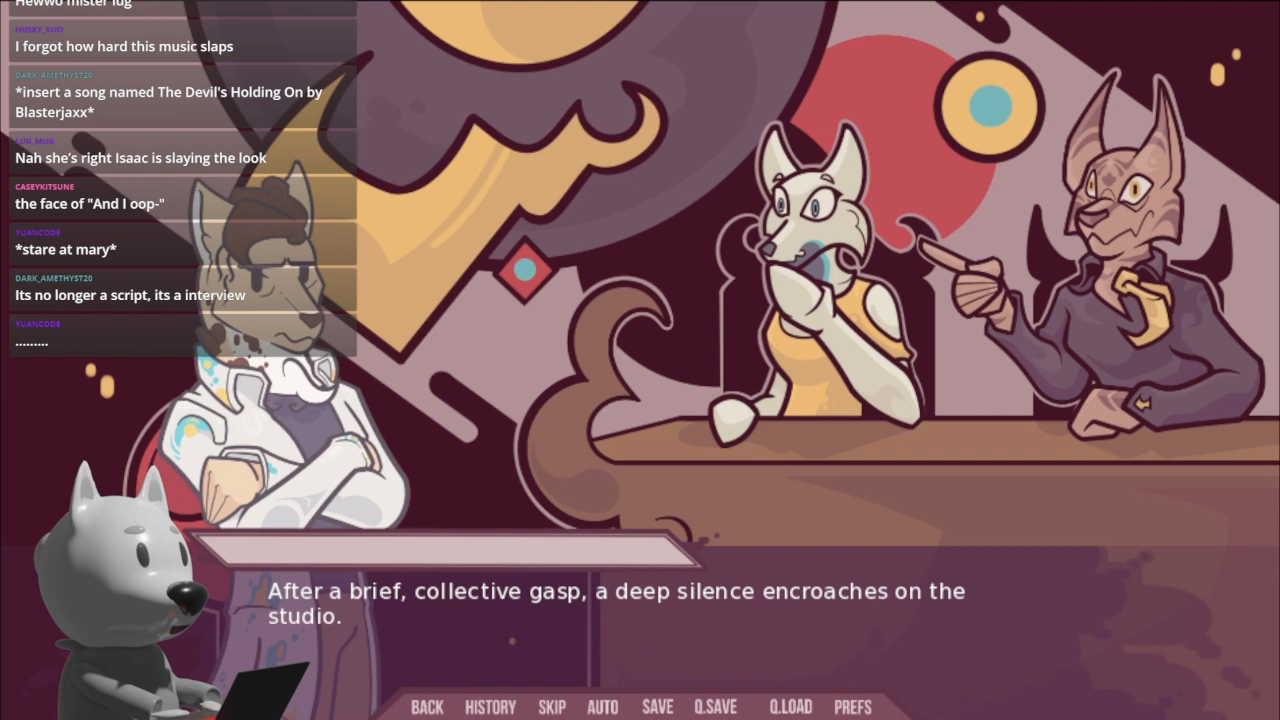 Hewwo mister lug
HUSKY_KUO
I forgot how hard this music slaps
DARK_AMETHYST20
*insert a song named The Devil's Holding On by
Blasterjaxx*
LUG_MUG
Nah she's right Isaac is slaying the look
CASEYKITSUNE
the face of "And I oop-"
YUANCODE
*stare at mary*
DARK_AMETHYST20
Its no longer a script, its a interview
YUANCODE
.........
After a brief, collective gasp, a deep silence encroaches on the
studio.
BACK HISTORY SKIP AUTO SAVE Q.SAVE Q.LOAD PREFS